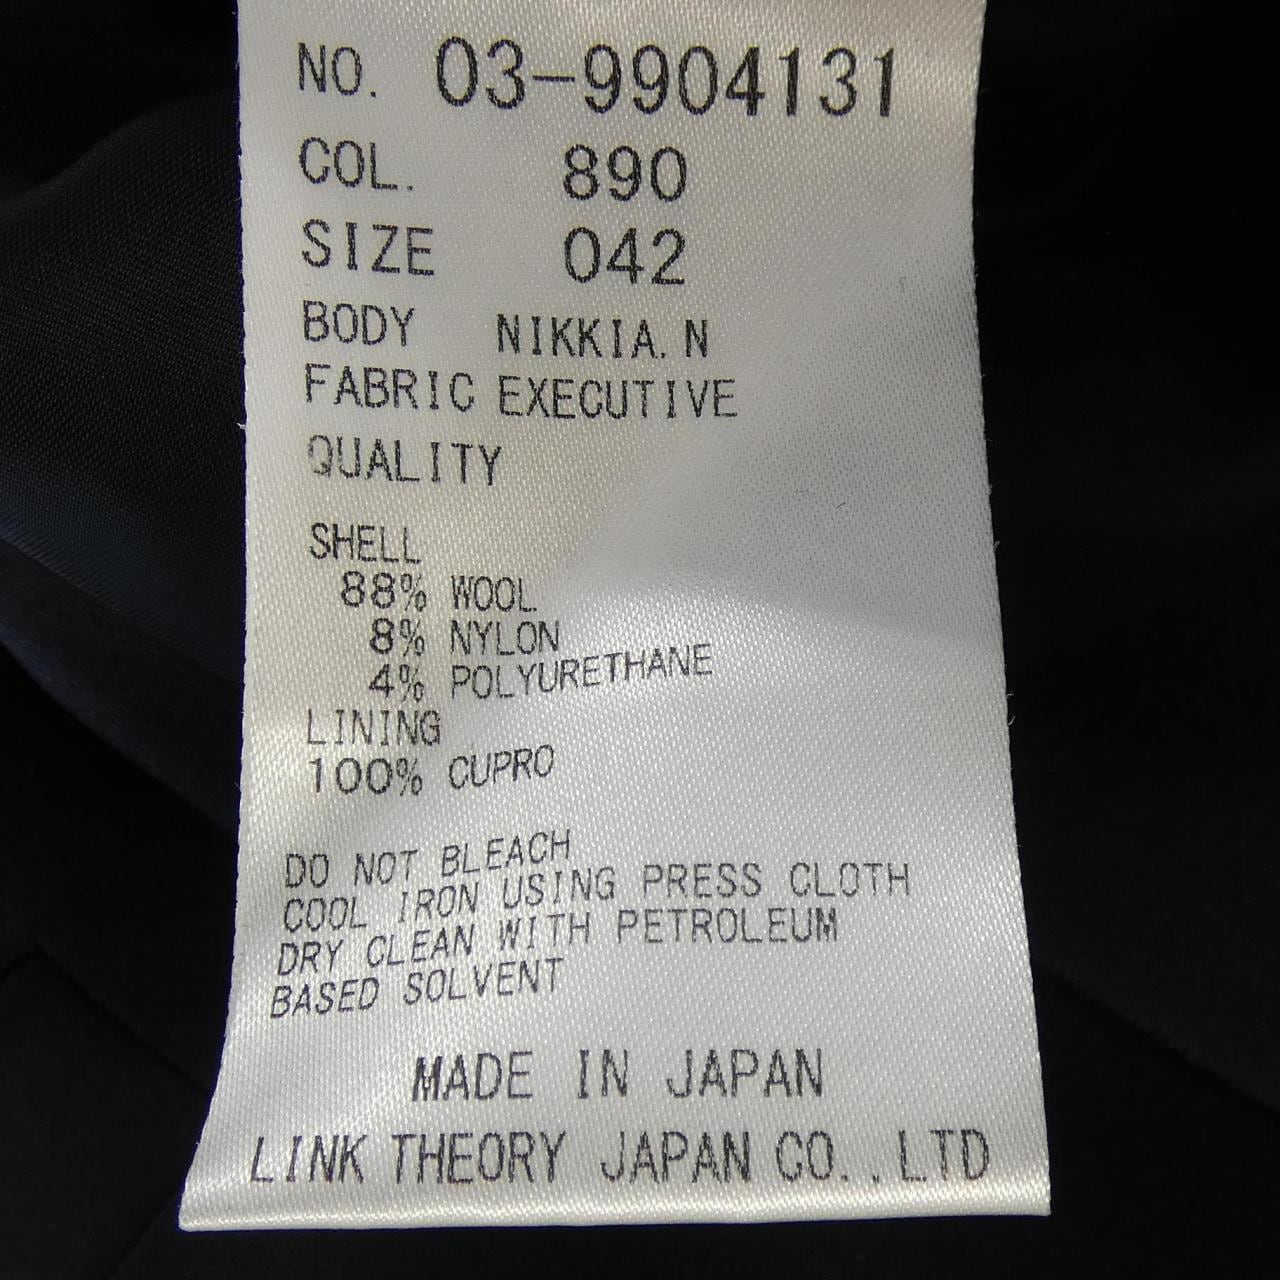 NO. 03-9904131
COL. 890
SIZE 042
BODY NIKKIA.N
FABRIC EXECUTIVE
QUALITY
SHELL
88% WOOL
8% NYLON
4% POLYURETHANE
LINING
100% CUPRO
DO NOT BLEACH
COOL IRON USING PRESS CLOTH
DRY CLEAN WITH PETROLEUM
BASED SOLVENT
MADE IN JAPAN
LINK THEORY JAPAN CO.,LTD